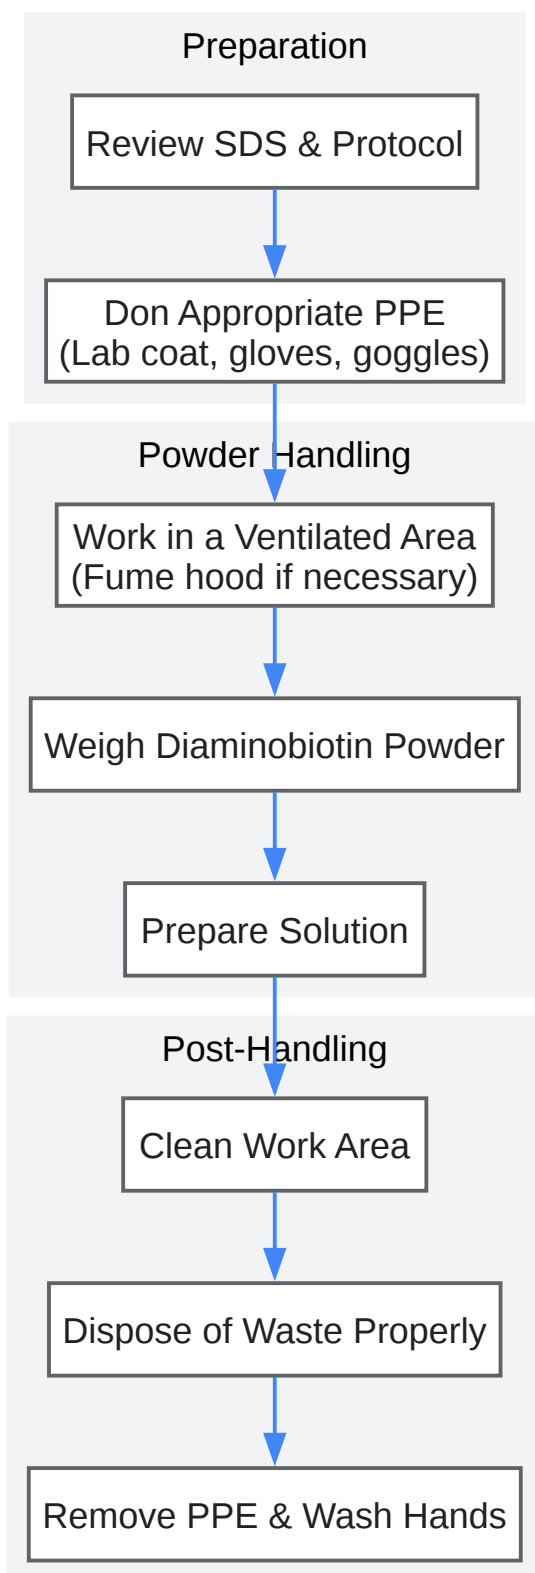 Preparation
Review SDS & Protocol
Don Appropriate PPE
(Lab coat, gloves, goggles)
Powder Handling
Work in a Ventilated Area
(Fume hood if necessary)
Weigh Diaminobiotin Powder
Prepare Solution
Post-Handling
Clean Work Area
Dispose of Waste Properly
Remove PPE & Wash Hands